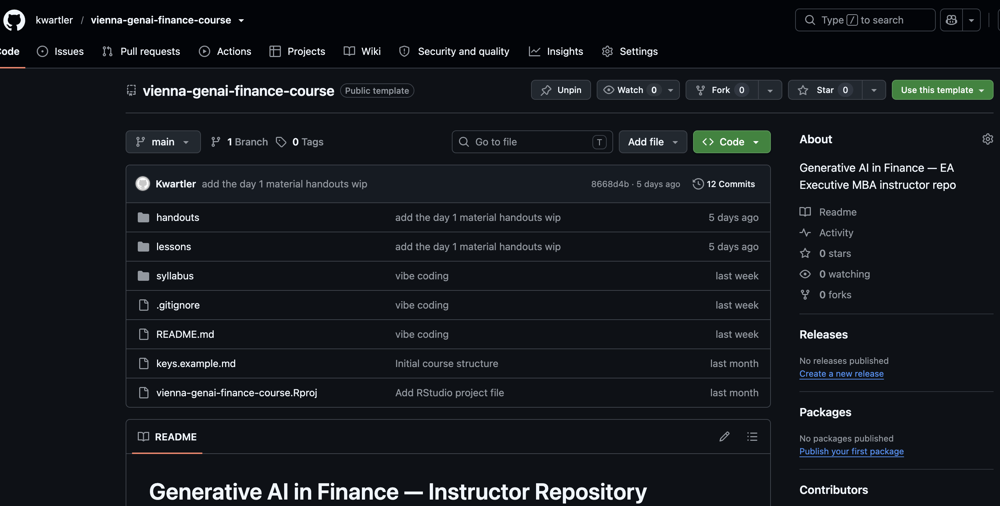 kwartler / vienna-genai-finance-course
Type / to search
ode
Issues
Pull requests
Actions
Projects
Wiki
Security and quality
Insights
Settings
vienna-genai-finance-course
Public template
Unpin
Watch 0
Fork 0
Star 0
Use this template
main
1 Branch
0 Tags
Go to file
T
Add file
Code
Kwartler add the day 1 material handouts wip
8668d4b · 5 days ago
12 Commits
handouts
add the day 1 material handouts wip
5 days ago
lessons
add the day 1 material handouts wip
5 days ago
syllabus
vibe coding
last week
.gitignore
vibe coding
last week
README.md
vibe coding
last week
keys.example.md
Initial course structure
last month
vienna-genai-finance-course.Rproj
Add RStudio project file
last month
README
Generative AI in Finance — Instructor Repository
About
Generative AI in Finance — EA
Executive MBA instructor repo
Readme
Activity
0 stars
0 watching
0 forks
Releases
No releases published
Create a new release
Packages
No packages published
Publish your first package
Contributors